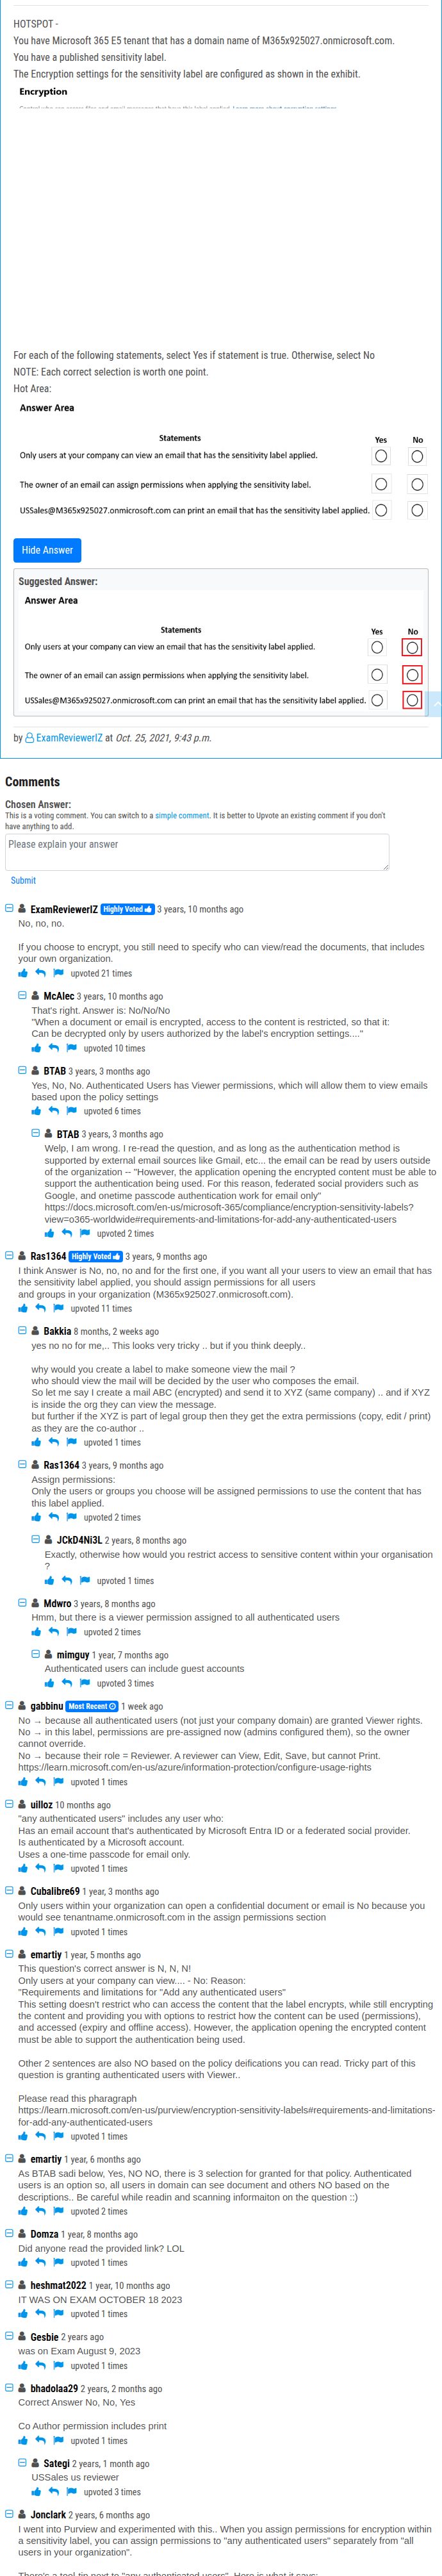 HOTSPOT -
You have Microsoft 365 E5 tenant that has a domain name of M365x925027.onmicrosoft.com.
You have a published sensitivity label.
The Encryption settings for the sensitivity label are configured as shown in the exhibit.
Encryption
For each of the following statements, select Yes if statement is true. Otherwise, select No
NOTE: Each correct selection is worth one point.
Hot Area:
Answer Area
Statements Yes No
Only users at your company can view an email that has the sensitivity label applied.
The owner of an email can assign permissions when applying the label.
USSales@M365x925027.onmicrosoft.com can print an email that has the sensitivity label applied.
Hide Answer
Suggested Answer:
Answer Area
Statements Yes No
Only users at your company can view an email that has the sensitivity label applied.
The owner of an email can assign permissions when applying the label.
USSales@M365x925027.onmicrosoft.com can print an email that has the sensitivity label applied.
by ExamReviewerlZ at Oct. 25, 2021, 9:43 p.m.
Comments
Chosen Answer:
This is a voting comment. You can switch to a simple comment. It is better to Upvote an existing comment if you don't
have anything to add.
Please explain your answer
Submit
ExamReviewerlZ Highly Voted 3 years, 10 months ago
No, no, no.
If you choose to encrypt, you still need to specify who can view/read the documents, that includes
your own organization.
upvoted 21 times
McAlec 3 years, 10 months ago
That's right. Answer is: No/No/No
"When a document or email is encrypted, access to the content is restricted, so that it:
Can be decrypted only by users authorized by the label's encryption settings...."
upvoted 10 times
BTAB 3 years, 3 months ago
Yes, No, No. Authenticated Users has Viewer permissions, which will allow them to view emails
based upon the policy settings
upvoted 6 times
BTAB 3 years, 3 months ago
Welp, I am wrong. I re-read the question, and as long as the authentication method is
supported by external email sources like Gmail, etc... the email can be read by users outside
of the organization -- "However, the application opening the encrypted content must be able to
support the authentication being used. For this reason, federated social providers such as
Google, and onetime passcode authentication work for email only"
https://docs.microsoft.com/en-us/microsoft-365/compliance/encryption-sensitivity-labels?
view=o365-worldwide#requirements-and-limitations-for-add-any-authenticated-users
upvoted 2 times
Ras1364 Highly Voted 3 years, 9 months ago
I think Answer is No, no, no and for the first one, if you want all your users to view an email that has
the sensitivity label applied, you should assign permissions for all users
and groups in your organization (M365x925027.onmicrosoft.com).
upvoted 11 times
Bakkia 8 months, 2 weeks ago
yes no no for me,.. This looks very tricky .. but if you think deeply..
why would you create a label to make someone view the mail ?
who should view the mail will be decided by the user who composes the email.
So let me say I create a mail ABC (encrypted) and send it to XYZ (same company) .. and if XYZ
is inside the org they can view the message.
but further if the XYZ is part of legal group then they get the extra permissions (copy, edit / print)
as they are the co-author ..
upvoted 1 times
Ras1364 3 years, 9 months ago
Assign permissions:
Only the users or groups you choose will be assigned permissions to use the content that has
this label applied.
upvoted 2 times
JCkD4Ni3L 2 years, 8 months ago
Exactly, otherwise how would you restrict access to sensitive content within your organisation
?
upvoted 1 times
Mdwro 3 years, 8 months ago
Hmm, but there is a viewer permission assigned to all authenticated users
upvoted 2 times
mimguy 1 year, 7 months ago
Authenticated users can include guest accounts
upvoted 3 times
gabbinu Most Recent 1 week ago
No → because all authenticated users (not just your company domain) are granted Viewer rights.
No → in this label, permissions are pre-assigned now (admins configured them), so the owner
cannot override.
No → because their role = Reviewer. A reviewer can View, Edit, Save, but cannot Print.
https://learn.microsoft.com/en-us/azure/information-protection/configure-usage-rights
upvoted 1 times
uilloz 10 months ago
"any authenticated users" includes any user who:
Has an email account that's authenticated by Microsoft Entra ID or a federated social provider.
Is authenticated by a Microsoft account.
Uses a one-time passcode for email only.
upvoted 1 times
Cubalibre69 1 year, 3 months ago
Only users within your organization can open a confidential document or email is No because you
would see tenantname.onmicrosoft.com in the assign permissions section
upvoted 1 times
emartiy 1 year, 5 months ago
This question's correct answer is N, N, N!
Only users at your company can view.... - No: Reason:
"Requirements and limitations for "Add any authenticated users"
This setting doesn't restrict who can access the content that the label encrypts, while still encrypting
the content and providing you with options to restrict how the content can be used (permissions),
and accessed (expiry and offline access). However, the application opening the encrypted content
must be able to support the authentication being used.
Other 2 sentences are also NO based on the policy deifications you can read. Tricky part of this
question is granting authenticated users with Viewer..
Please read this pharagraph
https://learn.microsoft.com/en-us/purview/encryption-sensitivity-labels#requirements-and-limitations-
for-add-any-authenticated-users
upvoted 1 times
emartiy 1 year, 6 months ago
As BTAB sadi below, Yes, NO NO, there is 3 selection for granted for that policy. Authenticated
users is an option so, all users in domain can see document and others NO based on the
descriptions.. Be careful while readin and scanning informaiton on the question ::)
upvoted 2 times
Domza 1 year, 8 months ago
Did anyone read the provided link? LOL
upvoted 1 times
heshmat2022 1 year, 10 months ago
IT WAS ON EXAM OCTOBER 18 2023
upvoted 1 times
Gesbie 2 years ago
was on Exam August 9, 2023
upvoted 1 times
bhadolaa29 2 years, 2 months ago
Correct Answer No, No, Yes
Co Author permission includes print
upvoted 1 times
Sategi 2 years, 1 month ago
USSales us reviewer
upvoted 3 times
Jonclark 2 years, 6 months ago
I went into Purview and experimented with this.. When you assign permissions for encryption within
a sensitivity label, you can assign permissions to "any authenticated users" separately from "all
users in your organization".